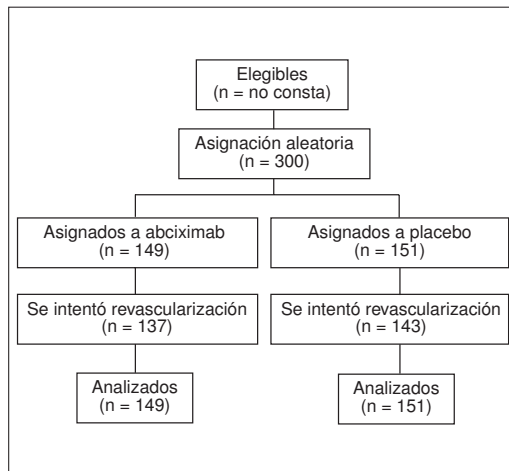 Elegibles
(n = no consta)
Asignación aleatoria
(n = 300)
Asignados a abciximab
(n = 149)
Asignados a placebo
(n = 151)
Se intentó revascularización
(n = 137)
Se intentó revascularización
(n = 143)
Analizados
(n = 149)
Analizados
(n = 151)